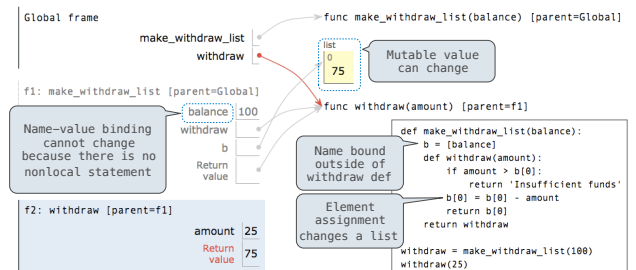 Global frame
make_withdraw_list
withdraw
func make_withdraw_list(balance) [parent=Global]
list
0
75
Mutable value
can change
f1: make_withdraw_list [parent=Global]
balance 100
withdraw
b
Return
value
func withdraw(amount) [parent=f1]
Name-value binding
cannot change
because there is no
nonlocal statement
f2: withdraw [parent=f1]
amount 25
Return
value 75
Name bound
outside of
withdraw def
Element
assignment
changes a list
def make_withdraw_list(balance):
b = [balance]
def withdraw(amount):
if amount > b[0]:
return 'Insufficient funds'
b[0] = b[0] - amount
return b[0]
return withdraw
withdraw = make_withdraw_list(100)
withdraw(25)